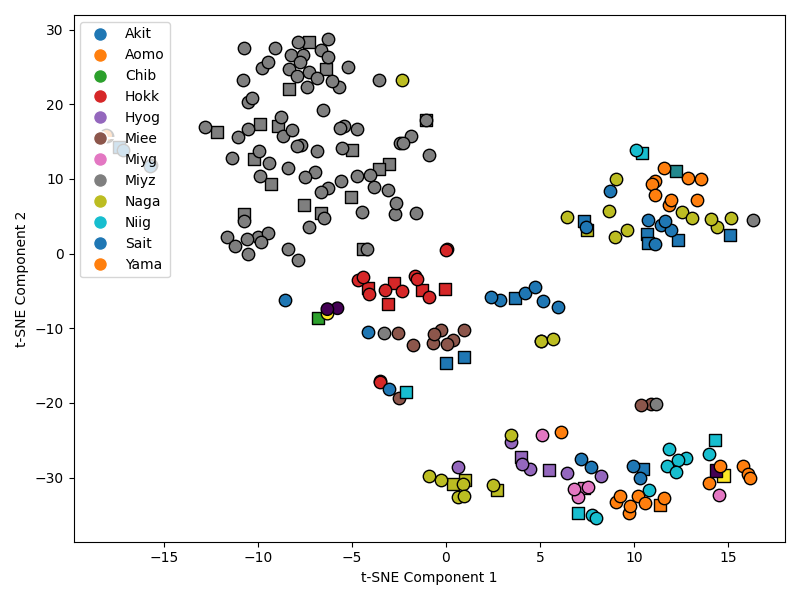 30
20
10
0
−10
−20
−30
t-SNE Component 2
Akit
Aomo
Chib
Hokk
Hyog
Miee
Miyg
Miyz
Naga
Niig
Sait
Yama
−15
−10
−5
0
5
10
15
t-SNE Component 1